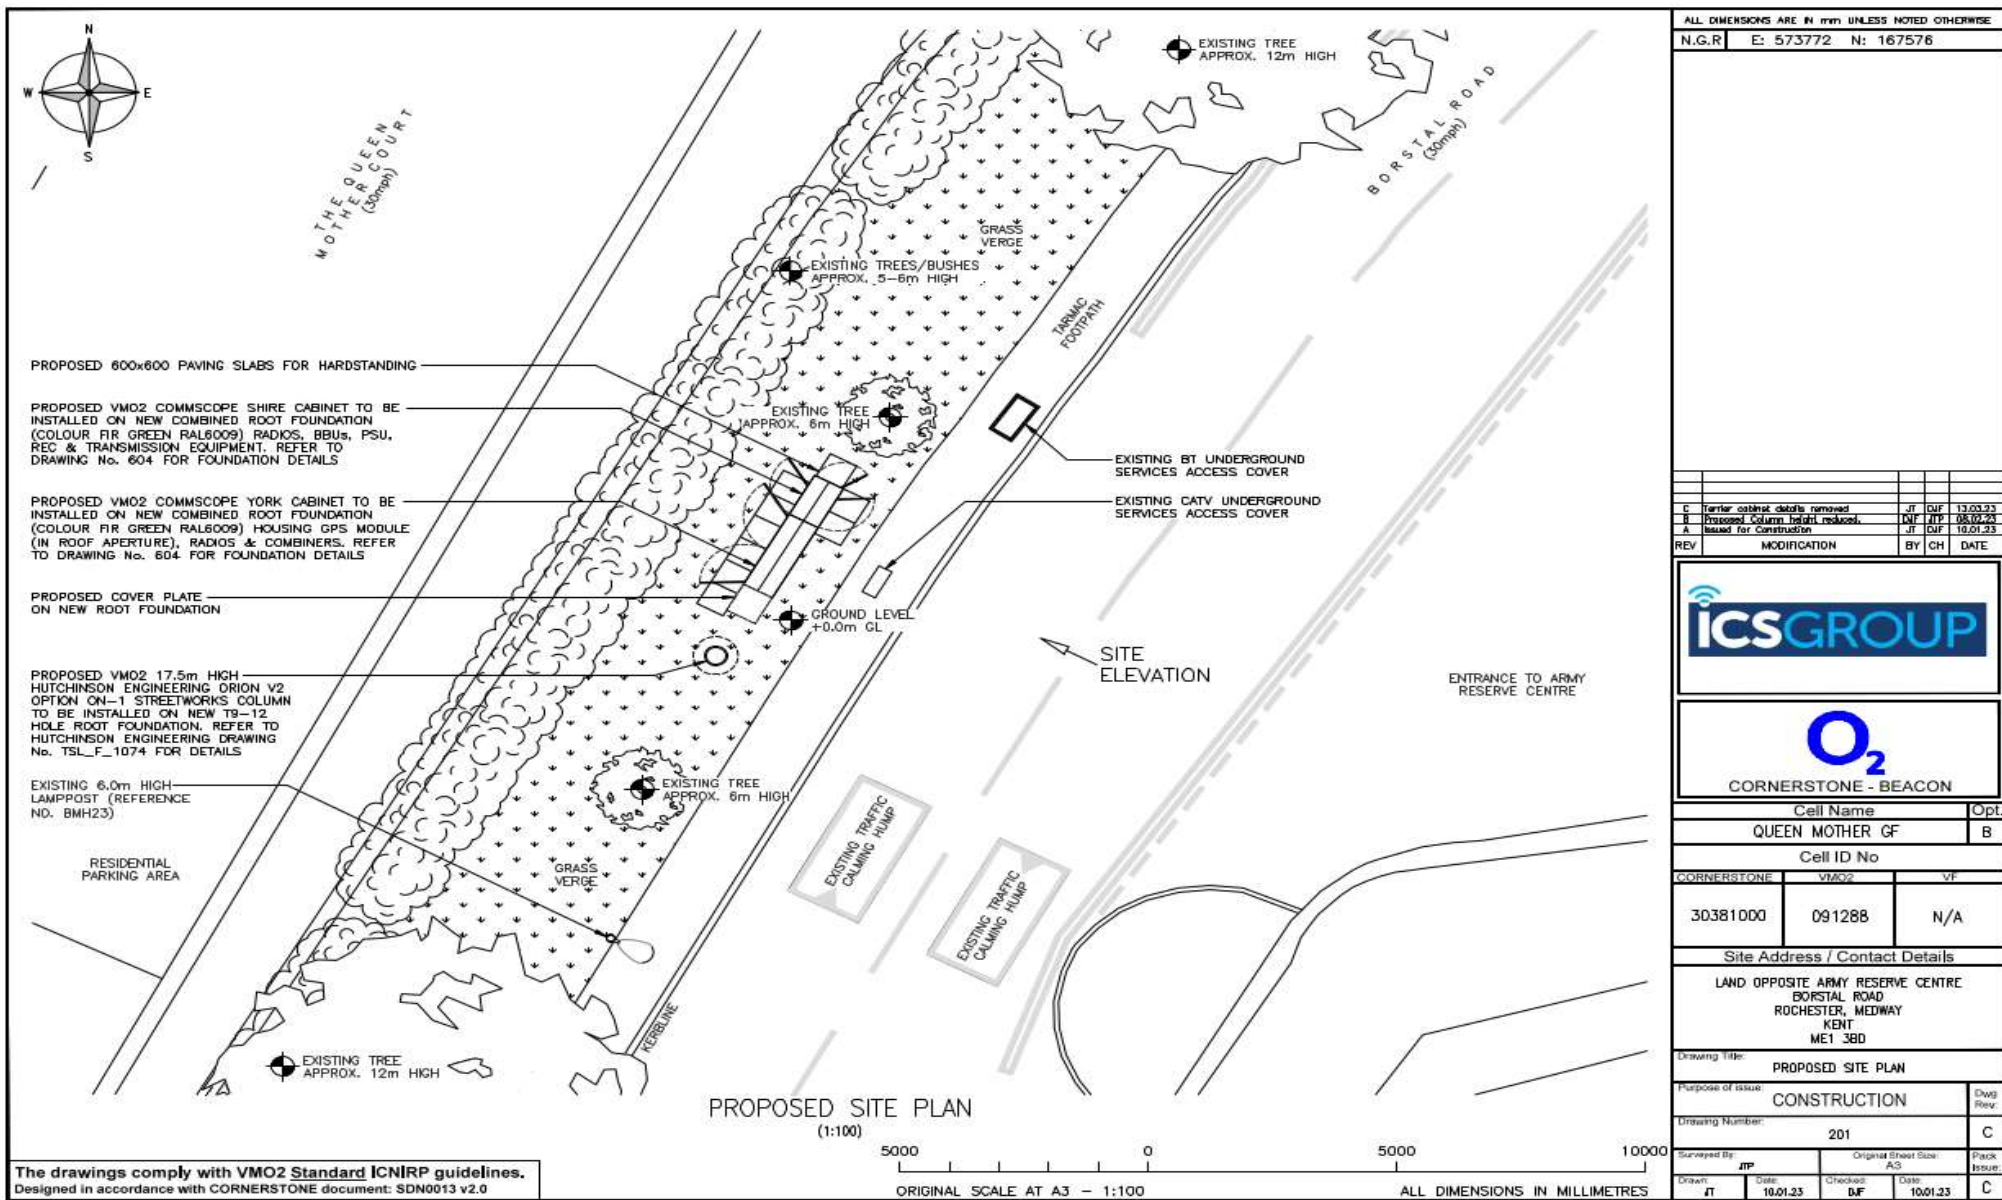 N
W
E
S
THE QUEEN
MOTHER COURT
(30mph)
EXISTING TREE
APPROX. 12m HIGH
BORSTAL ROAD
(30mph)
GRASS
VERGE
EXISTING TREES/BUSHES
APPROX. 5-6m HIGH
TARMAC
FOOTPATH
PROPOSED 600x600 PAVING SLABS FOR HARDSTANDING
PROPOSED VMO2 COMMSCOPE SHIRE CABINET TO BE
INSTALLED ON NEW COMBINED ROOT FOUNDATION
(COLOUR FIR GREEN RAL6009) RADIOS, BBUs, PSU,
REC & TRANSMISSION EQUIPMENT. REFER TO
DRAWING No. 604 FOR FOUNDATION DETAILS
EXISTING TREE
APPROX. 6m HIGH
EXISTING BT UNDERGROUND
SERVICES ACCESS COVER
EXISTING CATV UNDERGROUND
SERVICES ACCESS COVER
PROPOSED VMO2 COMMSCOPE YORK CABINET TO BE
INSTALLED ON NEW COMBINED ROOT FOUNDATION
(COLOUR FIR GREEN RAL6009) HOUSING GPS MODULE
(IN ROOF APERTURE), RADIOS & COMBINERS. REFER
TO DRAWING No. 604 FOR FOUNDATION DETAILS
PROPOSED COVER PLATE
ON NEW ROOT FOUNDATION
GROUND LEVEL
+0.0m GL
SITE
ELEVATION
ENTRANCE TO ARMY
RESERVE CENTRE
PROPOSED VMO2 17.5m HIGH
HUTCHINSON ENGINEERING ORION V2
OPTION ON-1 STREETWORKS COLUMN
TO BE INSTALLED ON NEW T9-12
HOLE ROOT FOUNDATION. REFER TO
HUTCHINSON ENGINEERING DRAWING
No. TSL_F_1074 FOR DETAILS
EXISTING 6.0m HIGH
LAMPPOST (REFERENCE
NO. BMH23)
EXISTING TREE
APPROX. 6m HIGH
EXISTING TRAFFIC
CALMING HUMP
EXISTING TRAFFIC
CALMING HUMP
RESIDENTIAL
PARKING AREA
GRASS
VERGE
KERBLINE
EXISTING TREE
APPROX. 12m HIGH
PROPOSED SITE PLAN
(1:100)
5000 0 5000 10000
ORIGINAL SCALE AT A3 - 1:100
ALL DIMENSIONS IN MILLIMETRES
The drawings comply with VMO2 Standard ICNIRP guidelines.
Designed in accordance with CORNERSTONE document: SDN0013 v2.0
ALL DIMENSIONS ARE IN mm UNLESS NOTED OTHERWISE
N.G.R E: 573772 N: 167576
C Terrier cabinet details removed JT DJF 13.03.23
B Proposed Column height reduced. DJF JTP 08.02.23
A Issued for Construction JT DJF 10.01.23
REV MODIFICATION BY CH DATE
iCSGROUP
O2
CORNERSTONE - BEACON
Cell Name Opt.
QUEEN MOTHER GF B
Cell ID No
CORNERSTONE VMO2 VF
30381000 091288 N/A
Site Address / Contact Details
LAND OPPOSITE ARMY RESERVE CENTRE
BORSTAL ROAD
ROCHESTER, MEDWAY
KENT
ME1 3BD
Drawing Title:
PROPOSED SITE PLAN
Purpose of issue:
CONSTRUCTION
Dwg
Rev:
Drawing Number:
201
C
Surveyed By:
JTP
Original Sheet Size:
A3
Pack
Issue:
Drawn: Date: Checked: Date:
JT 10.01.23 DJF 10.01.23 C